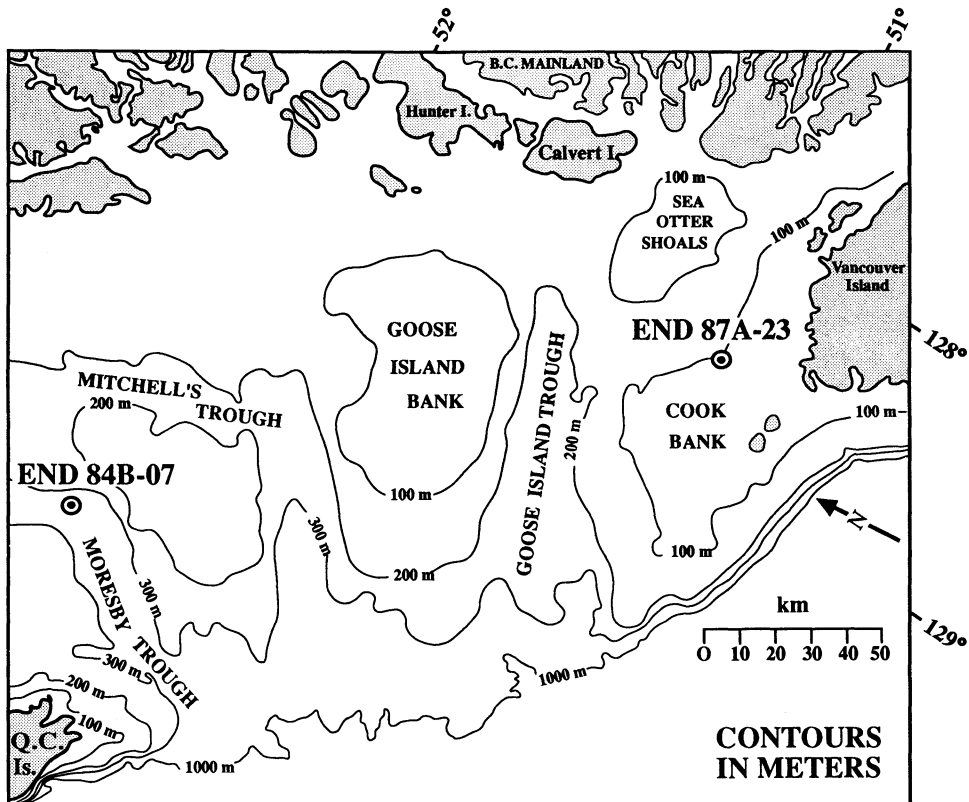 52°
51°
B.C. MAINLAND
Hunter I.
Calvert I.
100 m
SEA
OTTER
SHOALS
100 m
Vancouver
Island
128°
GOOSE
ISLAND
BANK
END 87A-23
MITCHELL'S
TROUGH
200 m
GOOSE ISLAND TROUGH
COOK
BANK
100 m
200 m
END 84B-07
100 m
N
300 m
100 m
200 m
MORESBY TROUGH
300 m
km
0 10 20 30 40 50
129°
300 m
1000 m
200 m
100 m
Q.C.
Is.
1000 m
CONTOURS
IN METERS